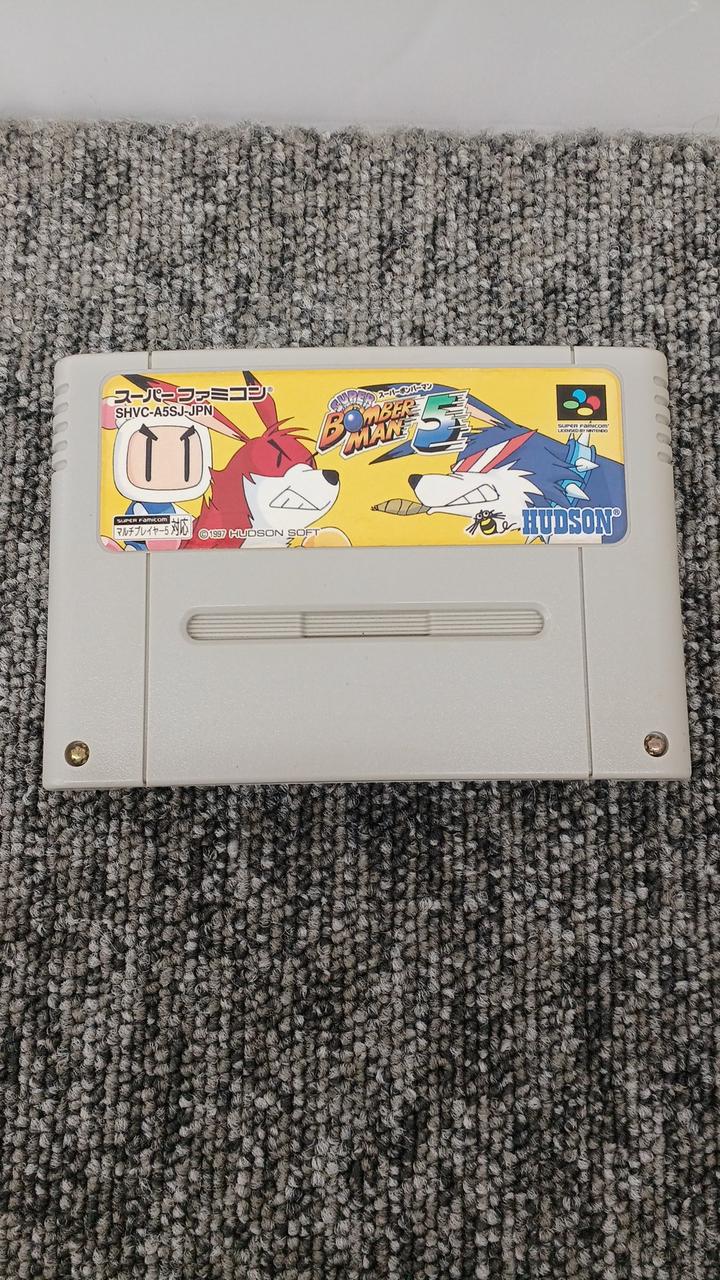 スーパーファミコン®
SHVC-A5SJ-JPN
スーパーボンバーマン
SUPER
BOMBER
MAN
5
SUPER FAMICOM®
LICENSED BY NINTENDO
SUPER FAMICOM
マルチプレイヤー5 対応
©1997 HUDSON SOFT
HUDSON®